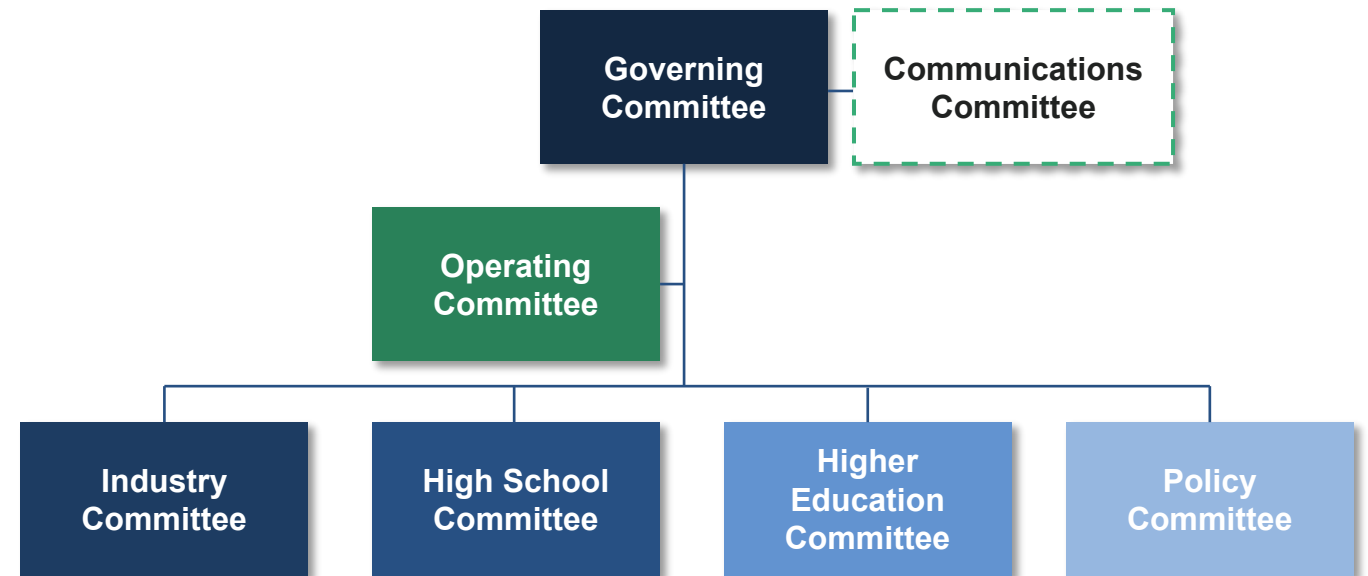 Governing
Committee
Communications
Committee
Operating
Committee
Industry
Committee
High School
Committee
Higher
Education
Committee
Policy
Committee